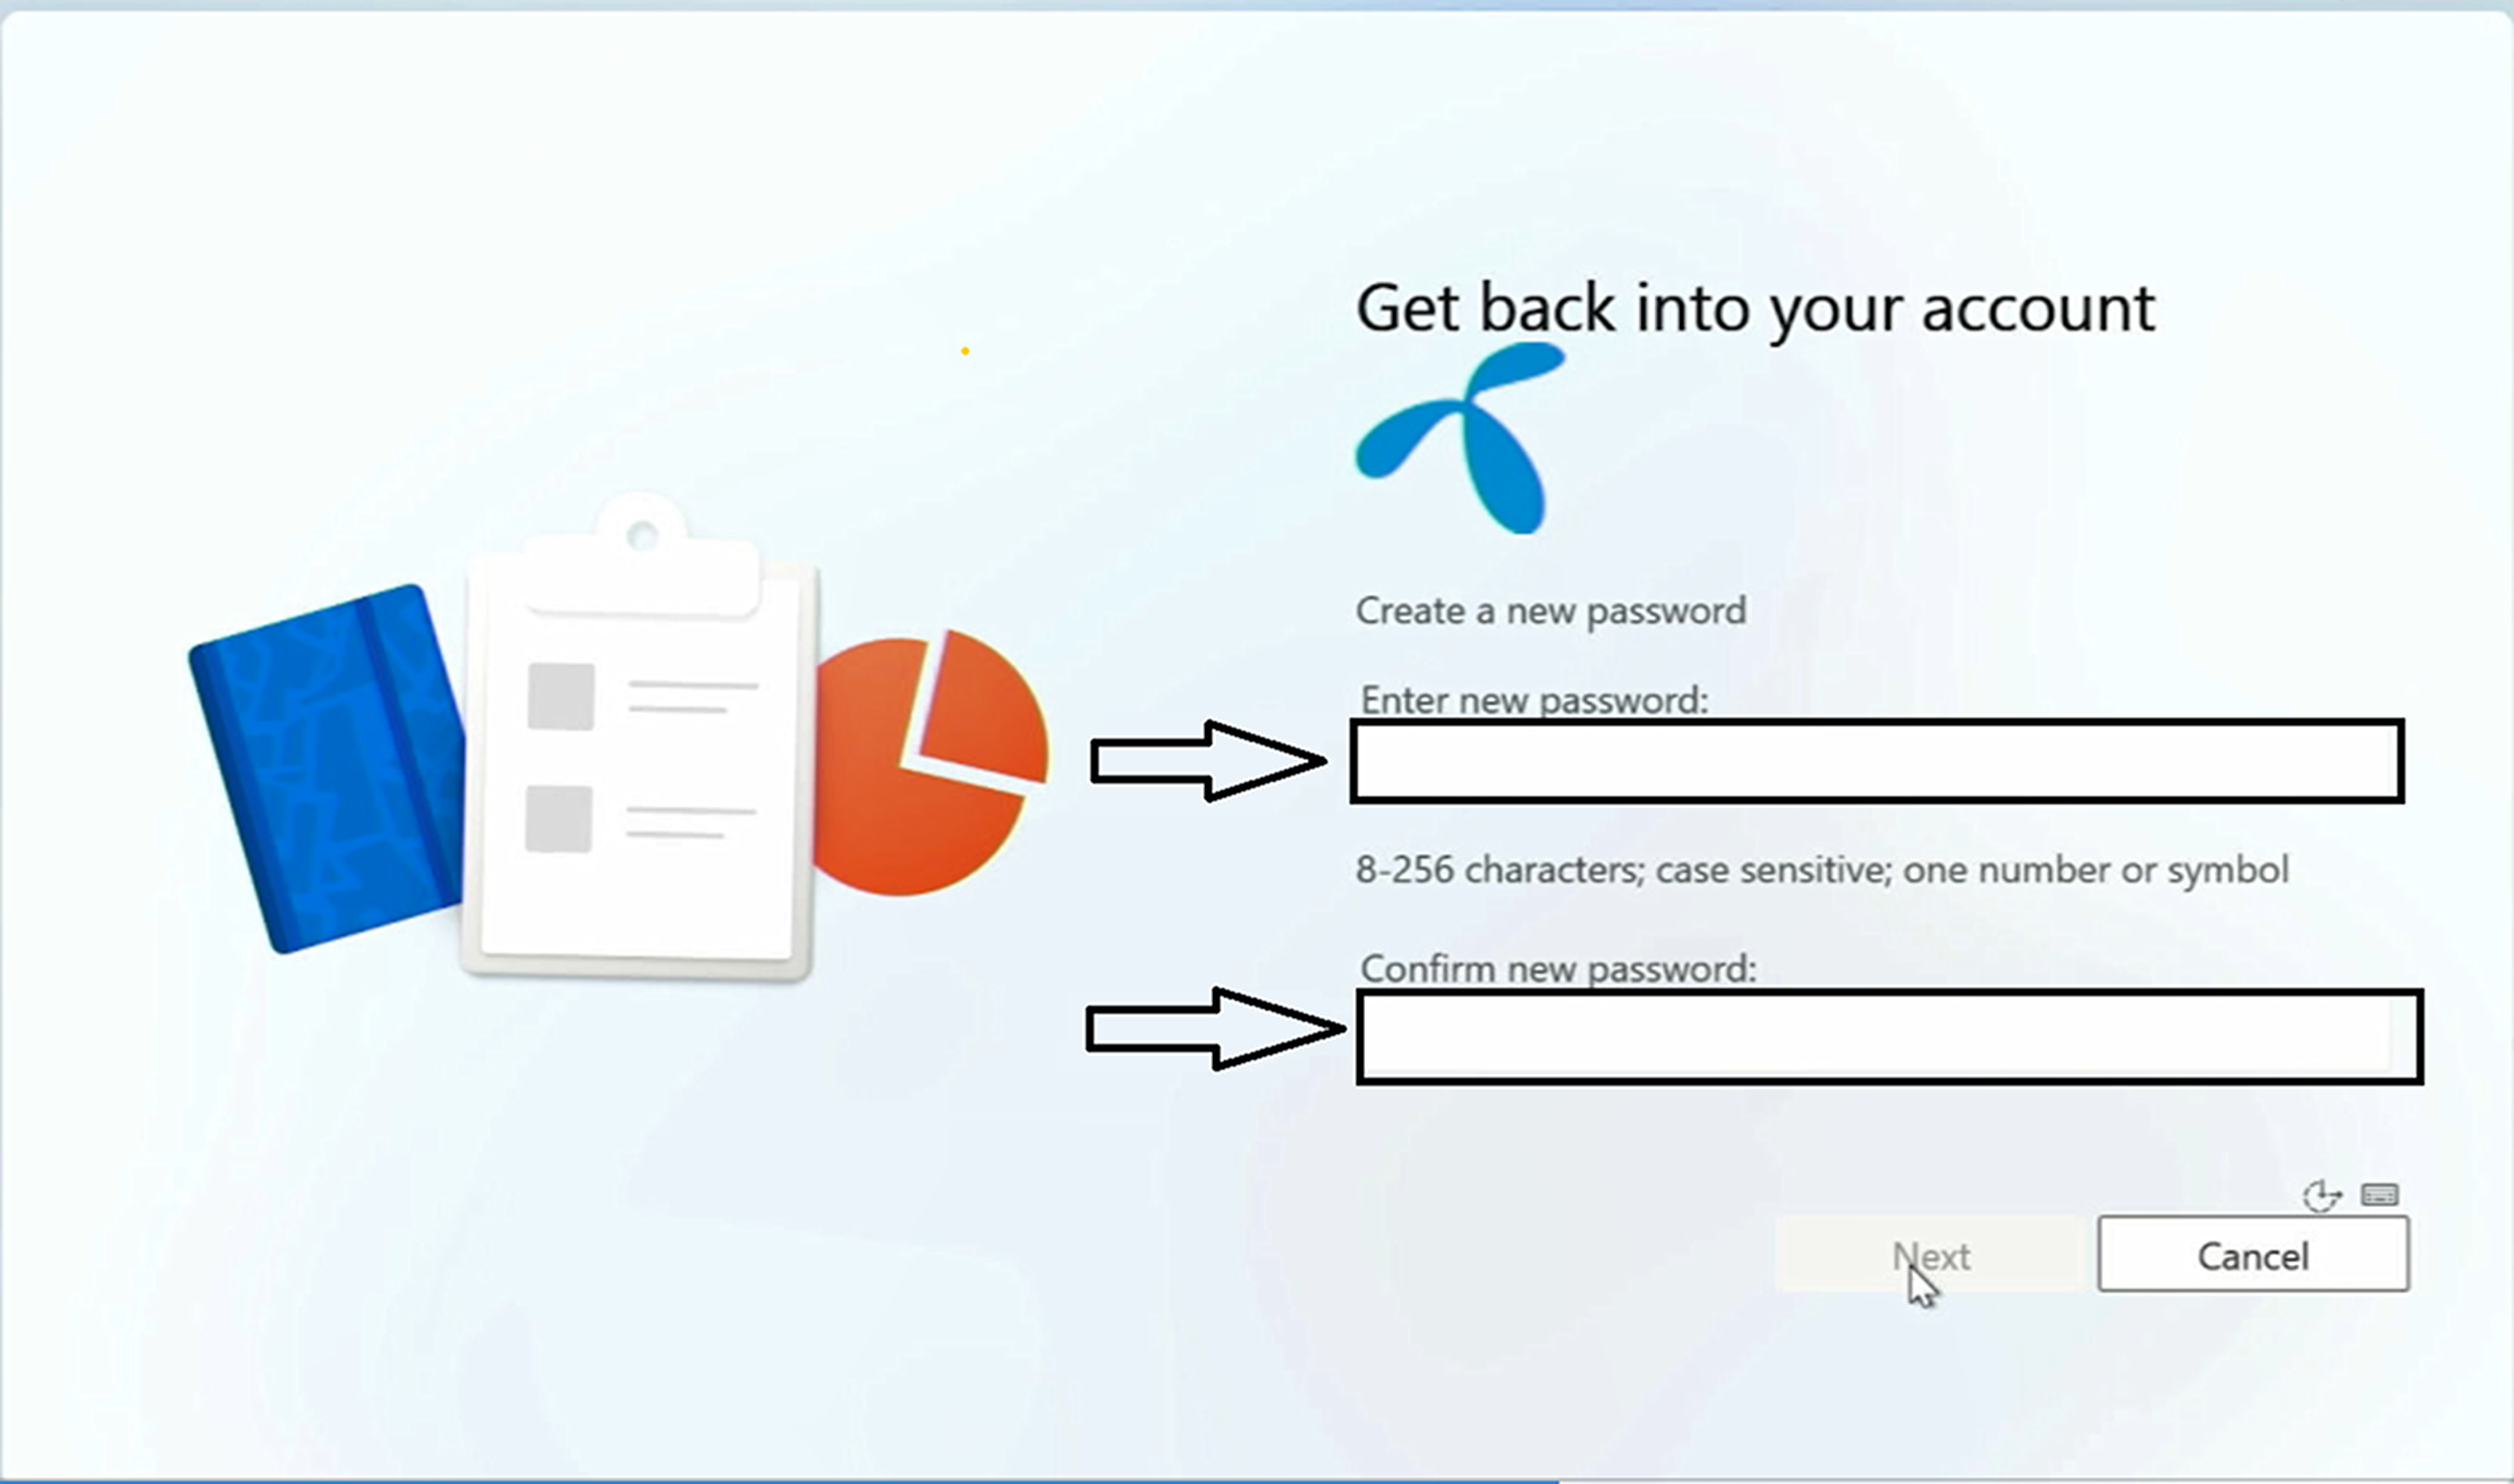 Get back into your account
Create a new password
Enter new password:
8-256 characters; case sensitive; one number or symbol
Confirm new password:
Next
Cancel